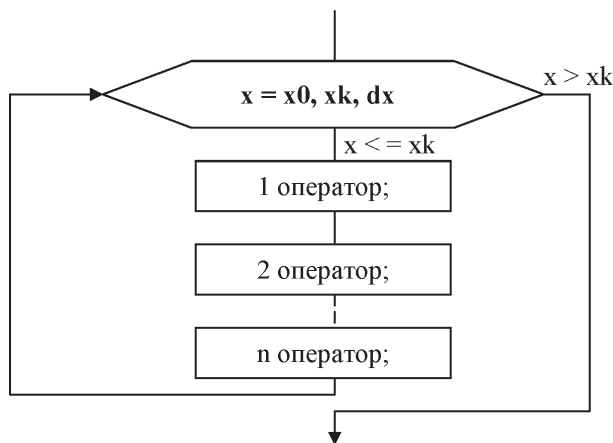 x > xk
x = x0, xk, dx
x < = xk
1 оператор;
2 оператор;
n оператор;